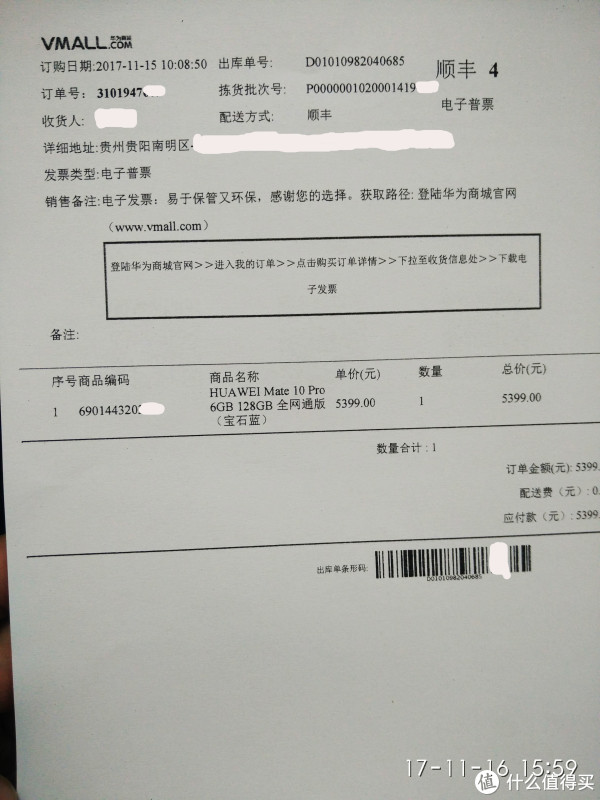 VMALL.COM 华为商城
订购日期:2017-11-15 10:08:50 出库单号: D01010982040685 顺丰 4
订单号: 3101947 拣货批次号: P0000001020001419 电子普票
收货人: 配送方式: 顺丰
详细地址:贵州贵阳南明区-
发票类型:电子普票
销售备注:电子发票:易于保管又环保,感谢您的选择。获取路径: 登陆华为商城官网
(www.vmall.com)
登陆华为商城官网>>进入我的订单>>点击购买订单详情>>下拉至收货信息处>>下载电
子发票
备注:
序号 商品编码 商品名称 单价(元) 数量 总价(元)
1 6901443202 HUAWEI Mate 10 Pro 5399.00 1 5399.00
6GB 128GB 全网通版
(宝石蓝)
数量合计:1
订单金额(元): 5399.
配送费(元): 0.
应付款(元): 5399.
出库单条形码:
D01010982040685
17-11-16 15:59
值 什么值得买